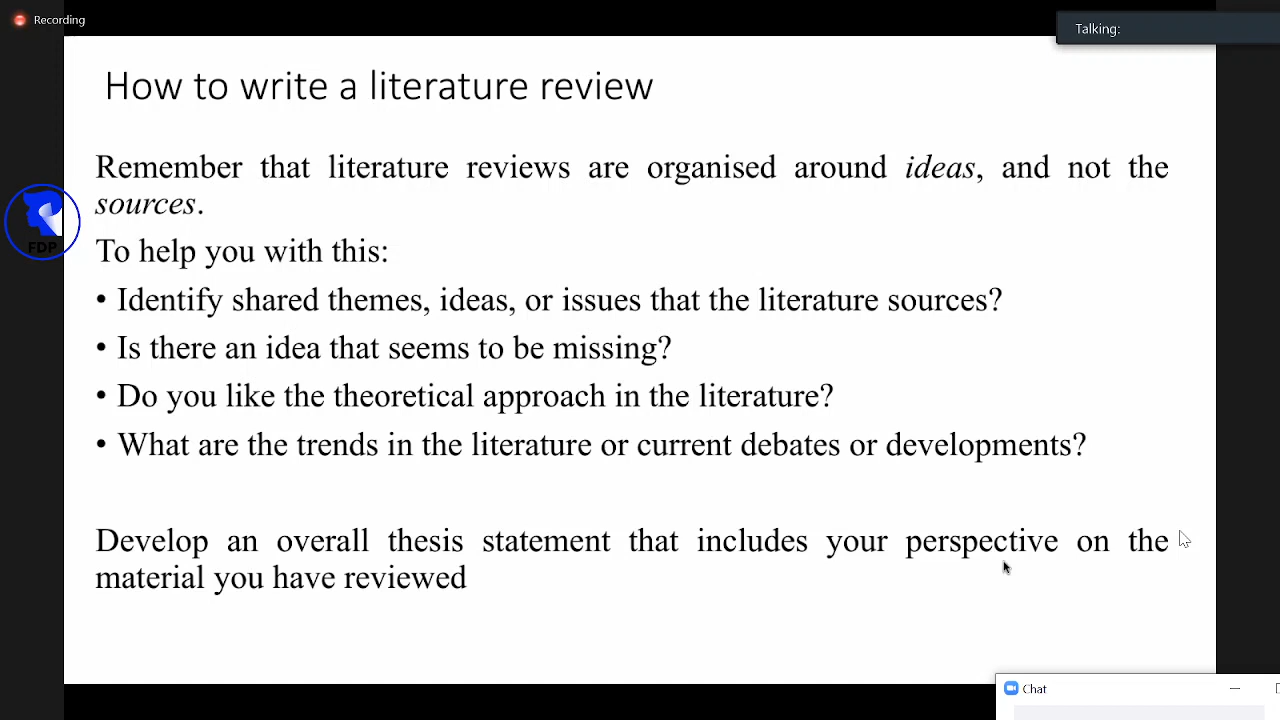 Recording
Talking:
How to write a literature review
Remember that literature reviews are organised around ideas, and not the
sources.
To help you with this:
• Identify shared themes, ideas, or issues that the literature sources?
• Is there an idea that seems to be missing?
• Do you like the theoretical approach in the literature?
• What are the trends in the literature or current debates or developments?
Develop an overall thesis statement that includes your perspective on the
material you have reviewed
FDP
Chat